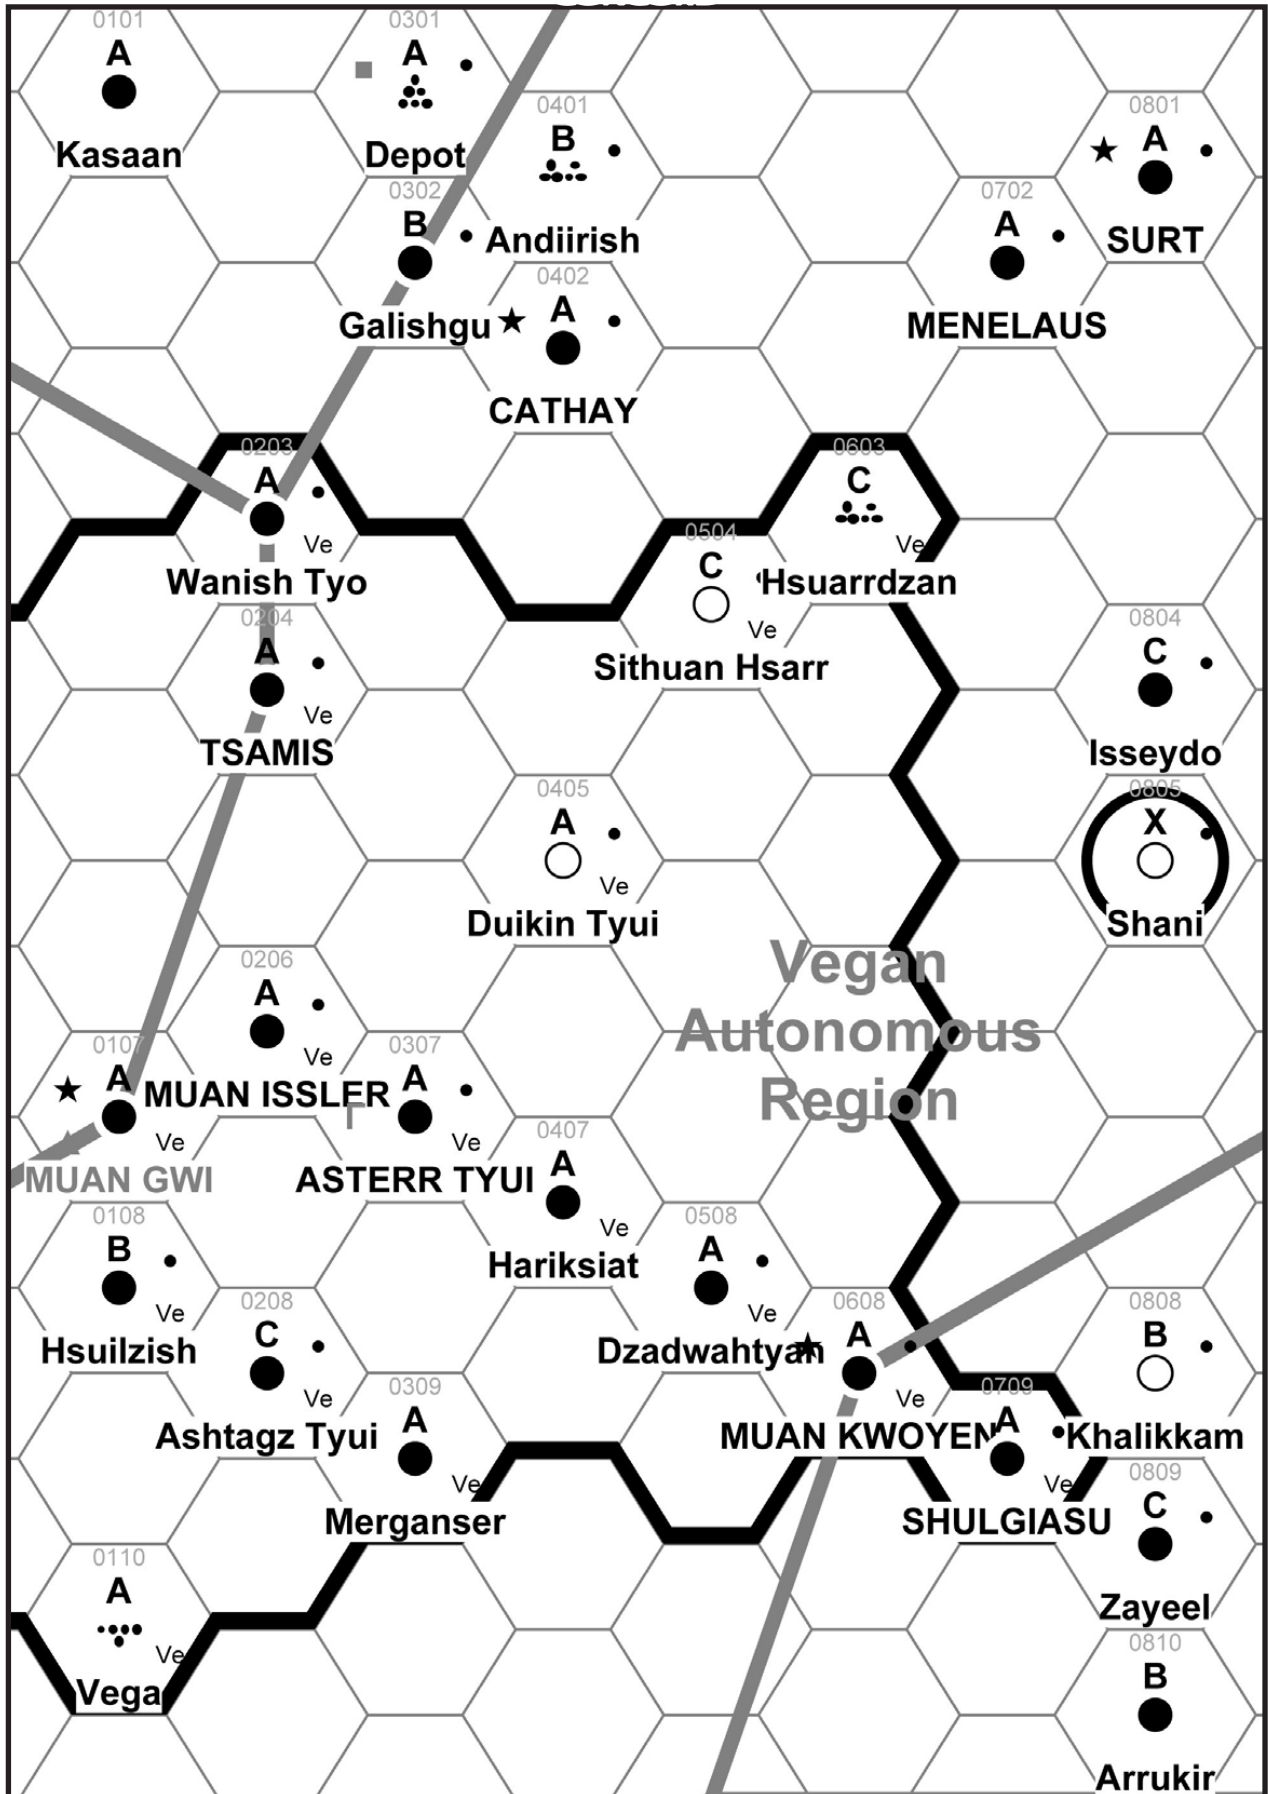 0101
A
Kasaan
0301
A
Depot
0401
B
Andiirish
0801
A
SURT
0302
B
Galishgu
0702
A
MENELAUS
0402
A
CATHAY
0203
A
Ve
Wanish Tyo
0603
C
Ve
Hsuarrdzan
0504
C
Ve
Sithuan Hsarr
0204
A
Ve
TSAMIS
0804
C
Isseydo
0405
A
Ve
Duikin Tyui
0805
X
Shani
Vegan
Autonomous
Region
0206
A
Ve
MUAN ISSLER
0107
A
Ve
MUAN GWI
0307
A
Ve
ASTERR TYUI
0407
A
Ve
Hariksiat
0108
B
Ve
Hsuilzish
0508
A
Ve
Dzadwahtyan
0208
C
Ve
Ashtagz Tyui
0608
A
Ve
MUAN KWOYEN
0808
B
Khalikkam
0309
A
Ve
Merganser
0709
A
Ve
SHULGIASU
0809
C
Zayeel
0110
A
Ve
Vega
0810
B
Arrukir